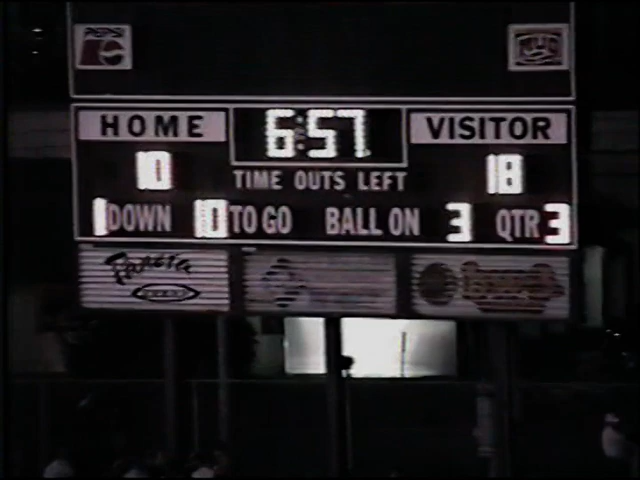 PEPSI
HOME 6:57 VISITOR
10 TIME OUTS LEFT 18
1 DOWN 10 TO GO BALL ON 3 QTR 3